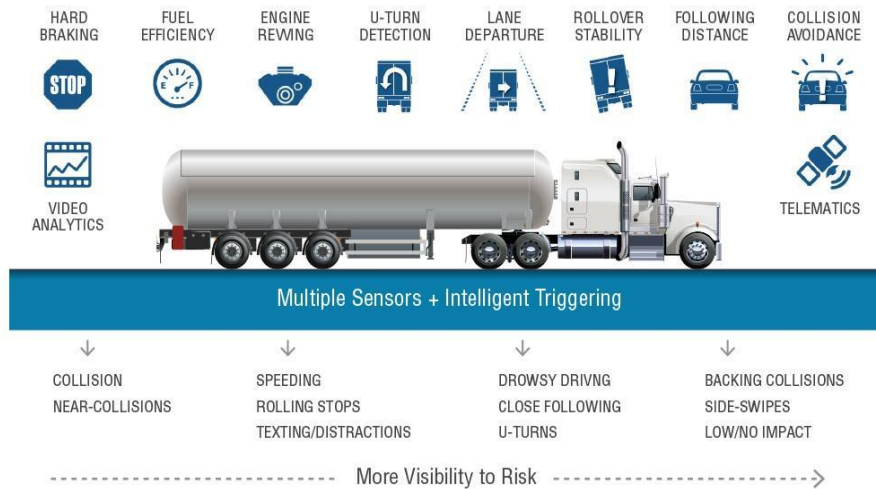 HARD
BRAKING
FUEL
EFFICIENCY
ENGINE
REVVING
U-TURN
DETECTION
LANE
DEPARTURE
ROLLOVER
STABILITY
FOLLOWING
DISTANCE
COLLISION
AVOIDANCE
STOP
E F
VIDEO
ANALYTICS
TELEMATICS
Multiple Sensors + Intelligent Triggering
COLLISION
NEAR-COLLISIONS
SPEEDING
ROLLING STOPS
TEXTING/DISTRACTIONS
DROWSY DRIVNG
CLOSE FOLLOWING
U-TURNS
BACKING COLLISIONS
SIDE-SWIPES
LOW/NO IMPACT
More Visibility to Risk